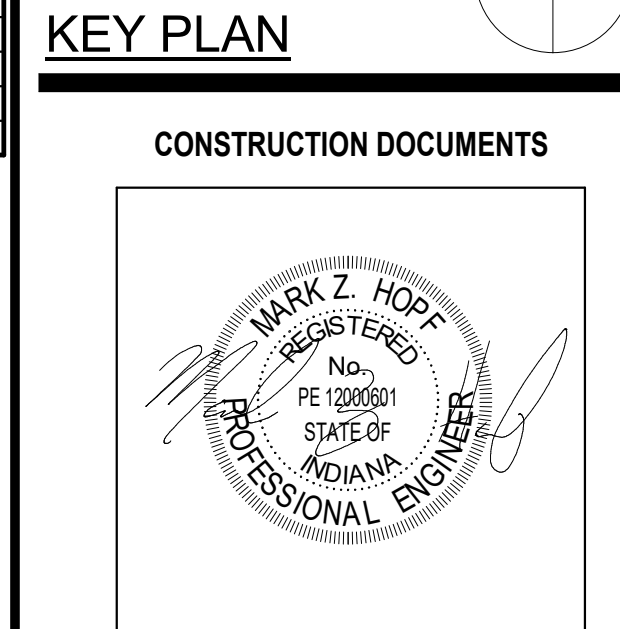 KEY PLAN
CONSTRUCTION DOCUMENTS
MARK Z. HOPF
REGISTERED
No.
PE 12000601
STATE OF
INDIANA
PROFESSIONAL ENGINEER